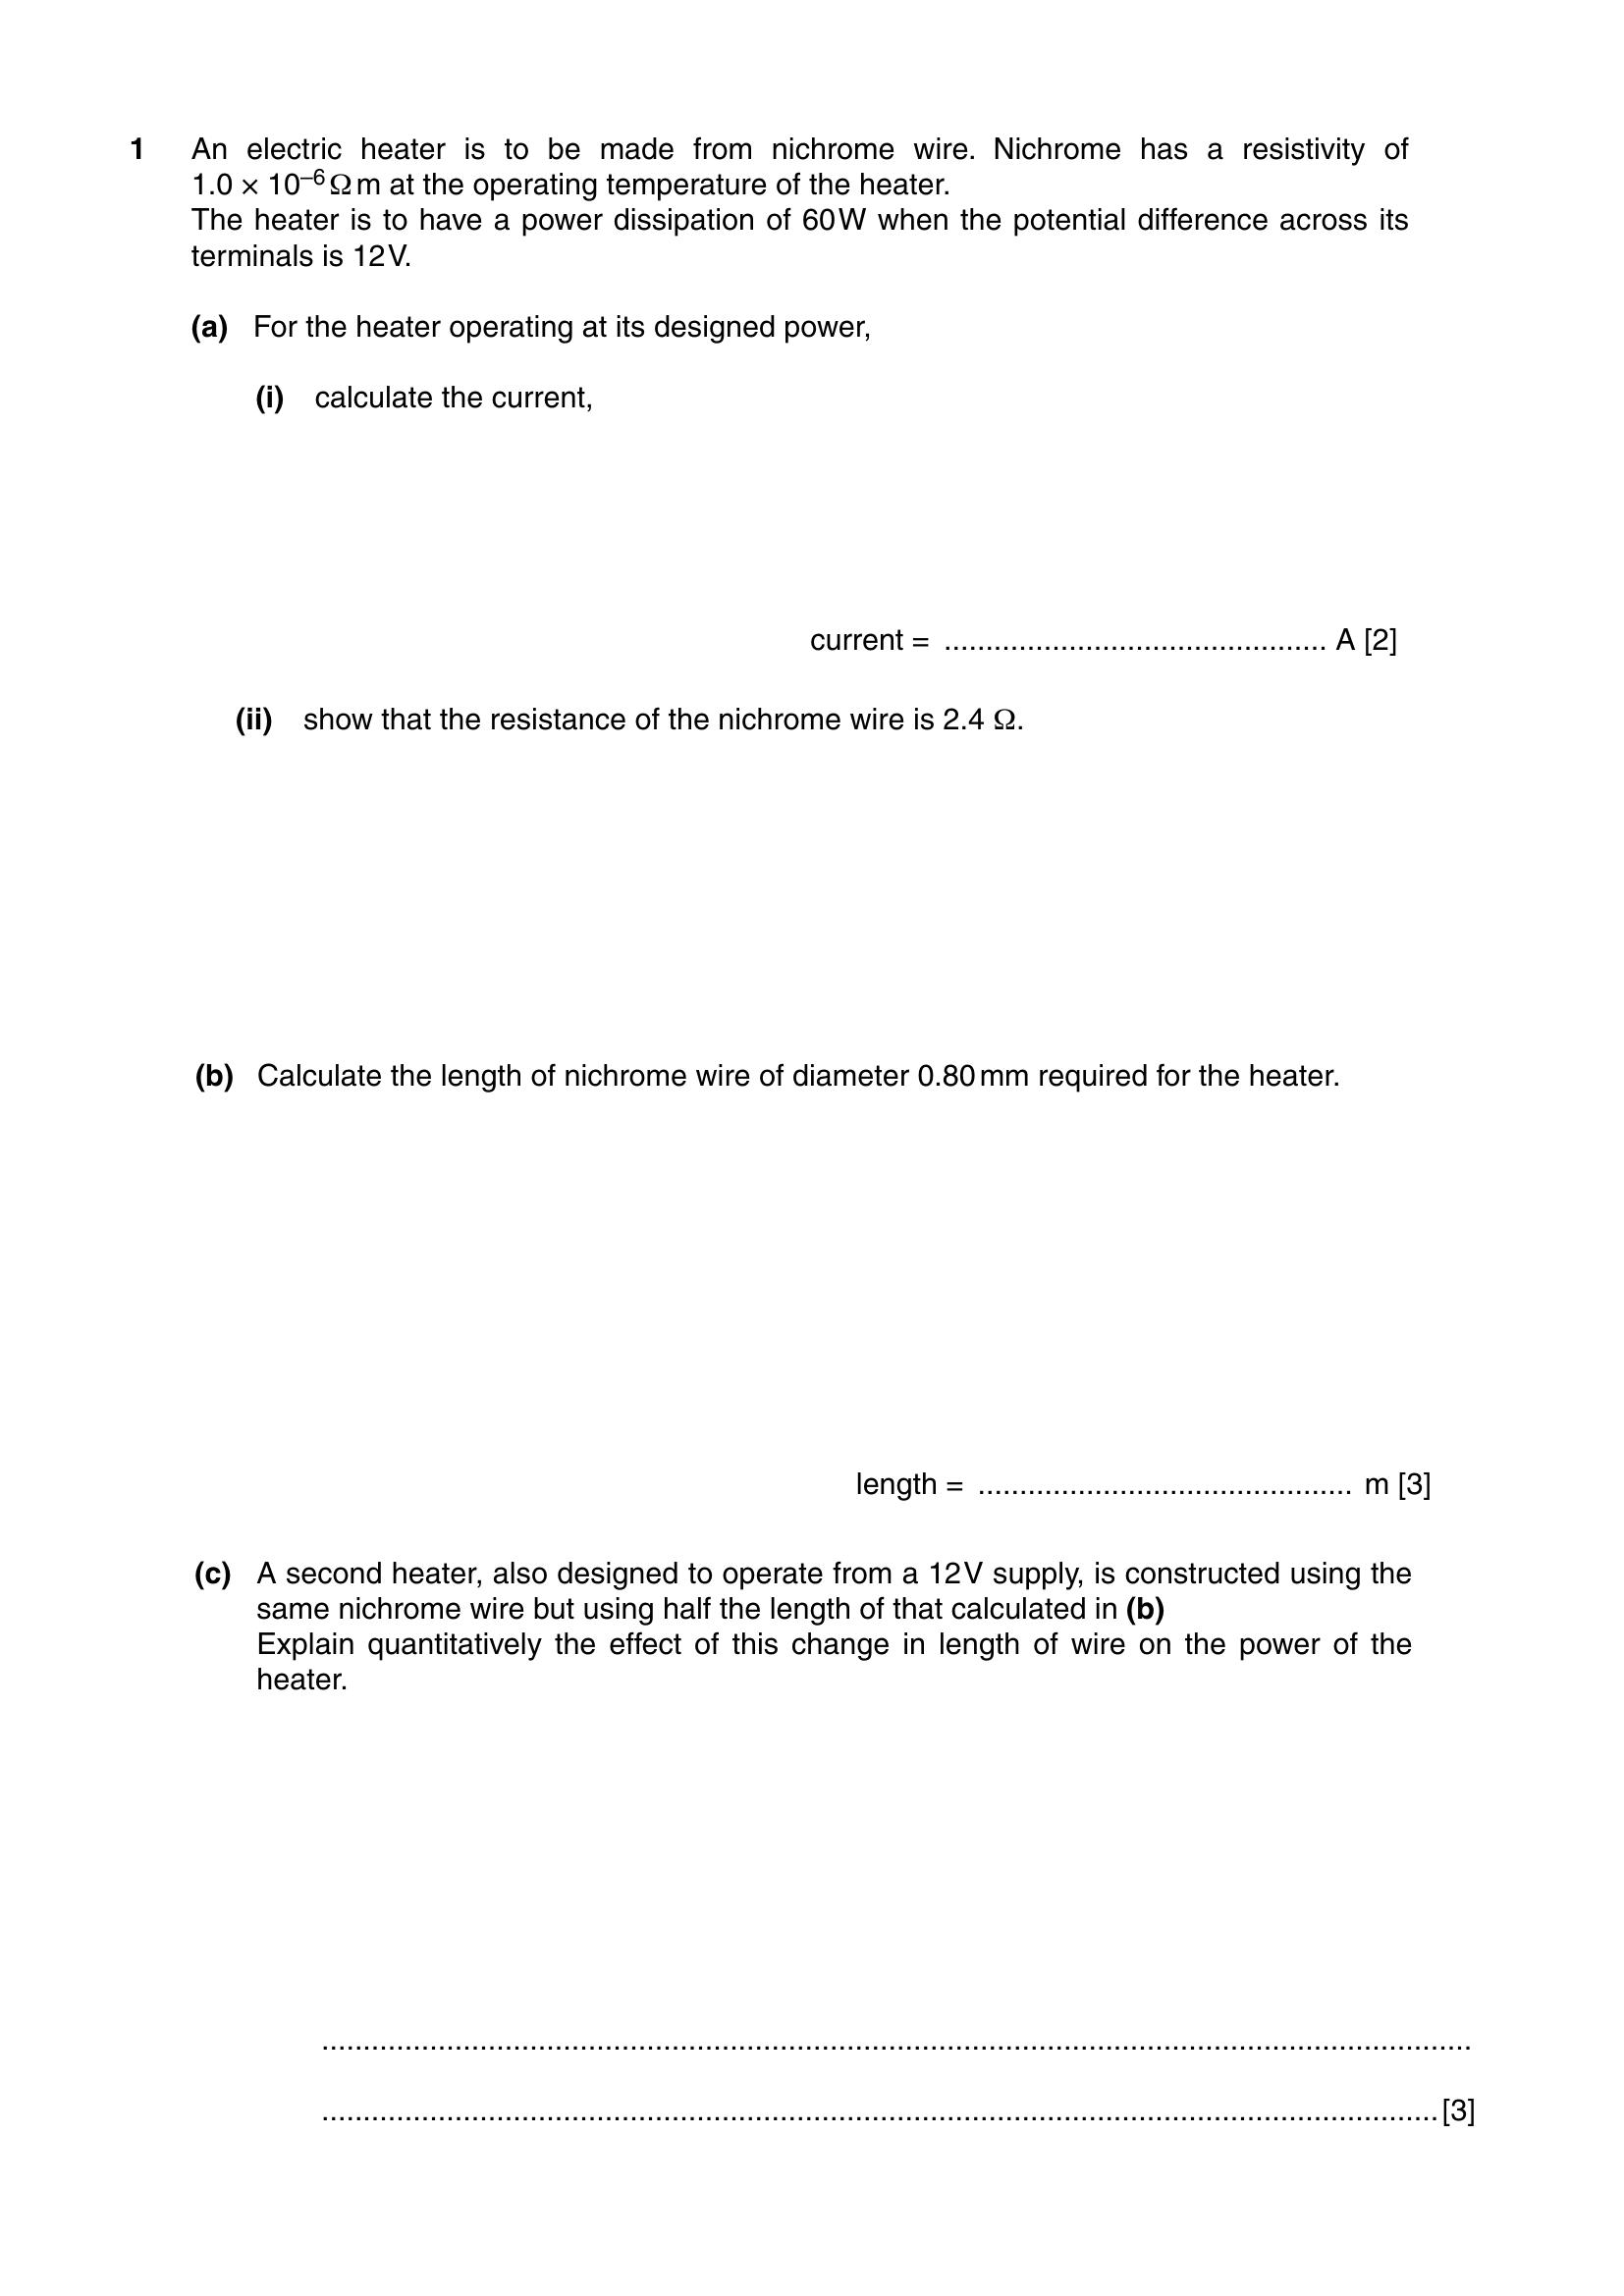 1 An electric heater is to be made from nichrome wire. Nichrome has a resistivity of
1.0 × 10⁻⁶ Ω m at the operating temperature of the heater.
The heater is to have a power dissipation of 60 W when the potential difference across its
terminals is 12 V.
(a) For the heater operating at its designed power,
(i) calculate the current,
current = .............................................. A [2]
(ii) show that the resistance of the nichrome wire is 2.4 Ω.
(b) Calculate the length of nichrome wire of diameter 0.80 mm required for the heater.
length = ............................................. m [3]
(c) A second heater, also designed to operate from a 12 V supply, is constructed using the
same nichrome wire but using half the length of that calculated in (b)
Explain quantitatively the effect of this change in length of wire on the power of the
heater.
..........................................................................................................................................
......................................................................................................................................[3]